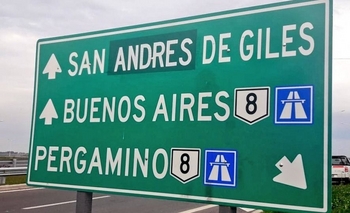 SAN ANDRES DE GILES
BUENOS AIRES 8
PERGAMINO 8